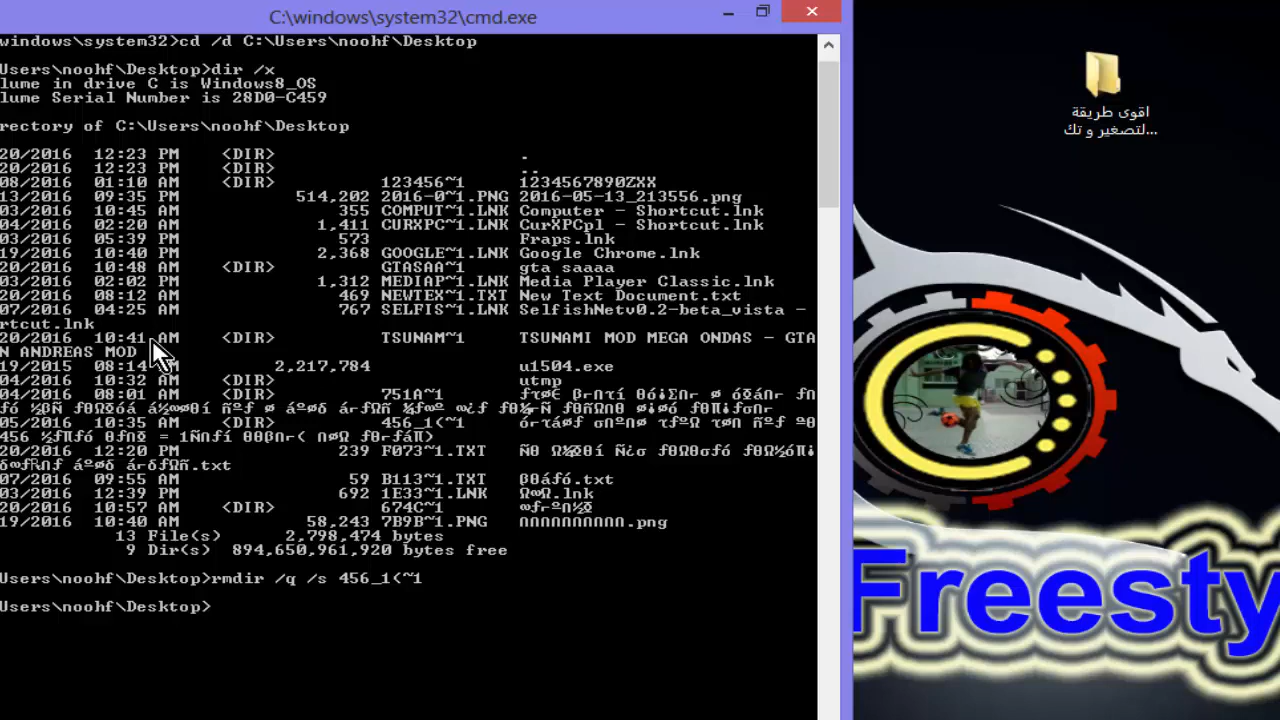 C:\windows\system32\cmd.exe
windows\system32>cd /d C:\Users\noohf\Desktop
Users\noohf\Desktop>dir /x
lume in drive C is Windows8_OS
lume Serial Number is 28D0-C459
rectory of C:\Users\noohf\Desktop
20/2016 12:23 PM <DIR> .
20/2016 12:23 PM <DIR> ..
08/2016 01:10 AM <DIR> 123456~1 1234567890ZXX
13/2016 09:35 PM 514,202 2016-0~1.PNG 2016-05-13_213556.png
03/2016 10:45 AM 355 COMPUT~1.LNK Computer - Shortcut.lnk
04/2016 02:20 AM 1,411 CURXPC~1.LNK CurXPCpl - Shortcut.lnk
03/2016 05:39 PM 573 Fraps.lnk
19/2016 10:40 PM 2,368 GOOGLE~1.LNK Google Chrome.lnk
20/2016 10:48 AM <DIR> GTASAA~1 gta saaaa
03/2016 02:02 PM 1,312 MEDIAP~1.LNK Media Player Classic.lnk
20/2016 08:12 AM 469 NEWTEX~1.TXT New Text Document.txt
07/2016 04:25 AM 767 SELFIS~1.LNK SelfishNetv0.2-beta_vista -
rtcut.lnk
20/2016 10:41 AM <DIR> TSUNAM~1 TSUNAMI MOD MEGA ONDAS - GTA
N ANDREAS MOD
19/2015 08:14 2,217,784 u1504.exe
04/2016 10:32 AM <DIR> utmp
04/2016 08:01 AM <DIR> 751A~1
05/2016 10:35 AM <DIR> 456_1(~1
456
20/2016 12:20 PM 239 F073~1.TXT
.txt
07/2016 09:55 AM 59 B113~1.TXT
03/2016 12:39 PM 692 1E33~1.LNK
20/2016 10:57 AM <DIR> 674C~1
19/2016 10:40 AM 58,243 7B9B~1.PNG ՈՈՈՈՈՈՈՈՈՈ.png
13 File(s) 2,798,474 bytes
9 Dir(s) 894,650,961,920 bytes free
Users\noohf\Desktop>rmdir /q /s 456_1(~1
Users\noohf\Desktop>
اقوى طريقة
لتصغير و تك...
Freesty